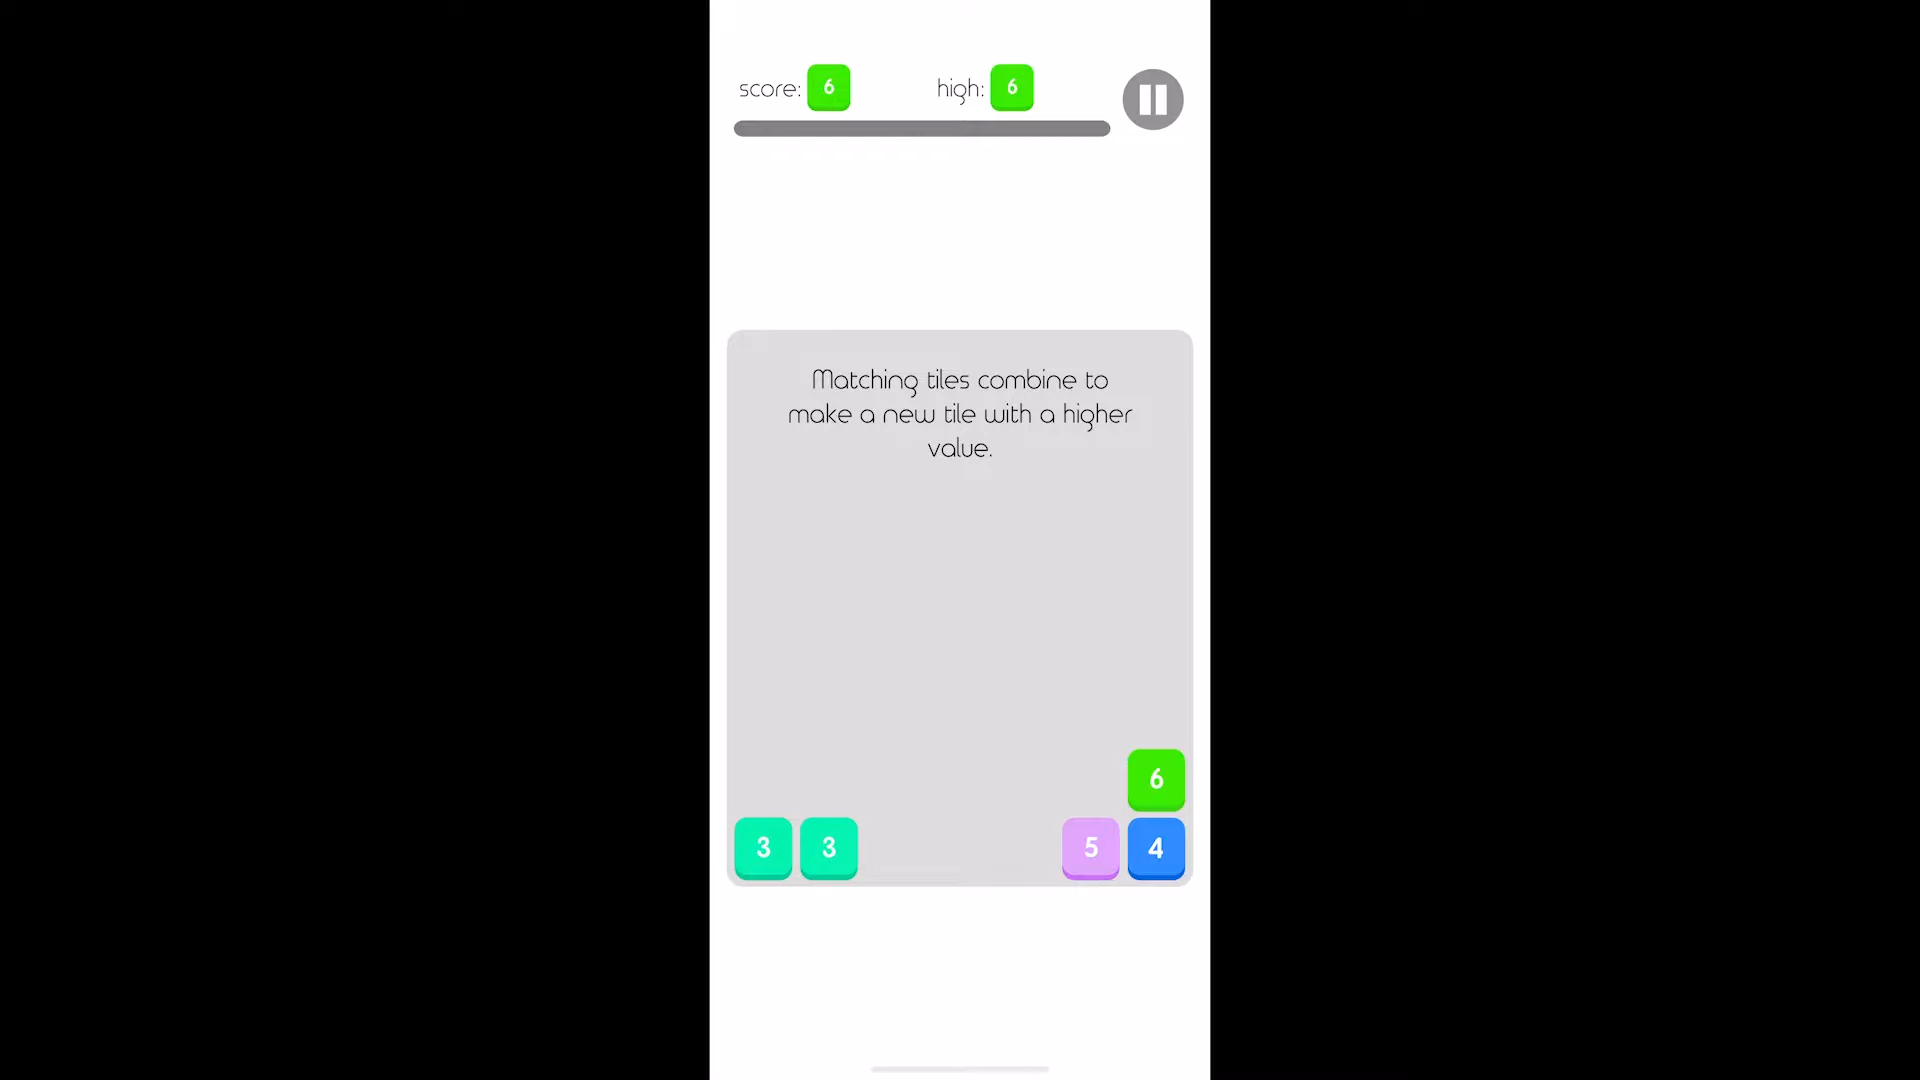 score: 6 high: 6
Matching tiles combine to
make a new tile with a higher
value.
6
3 3 5 4